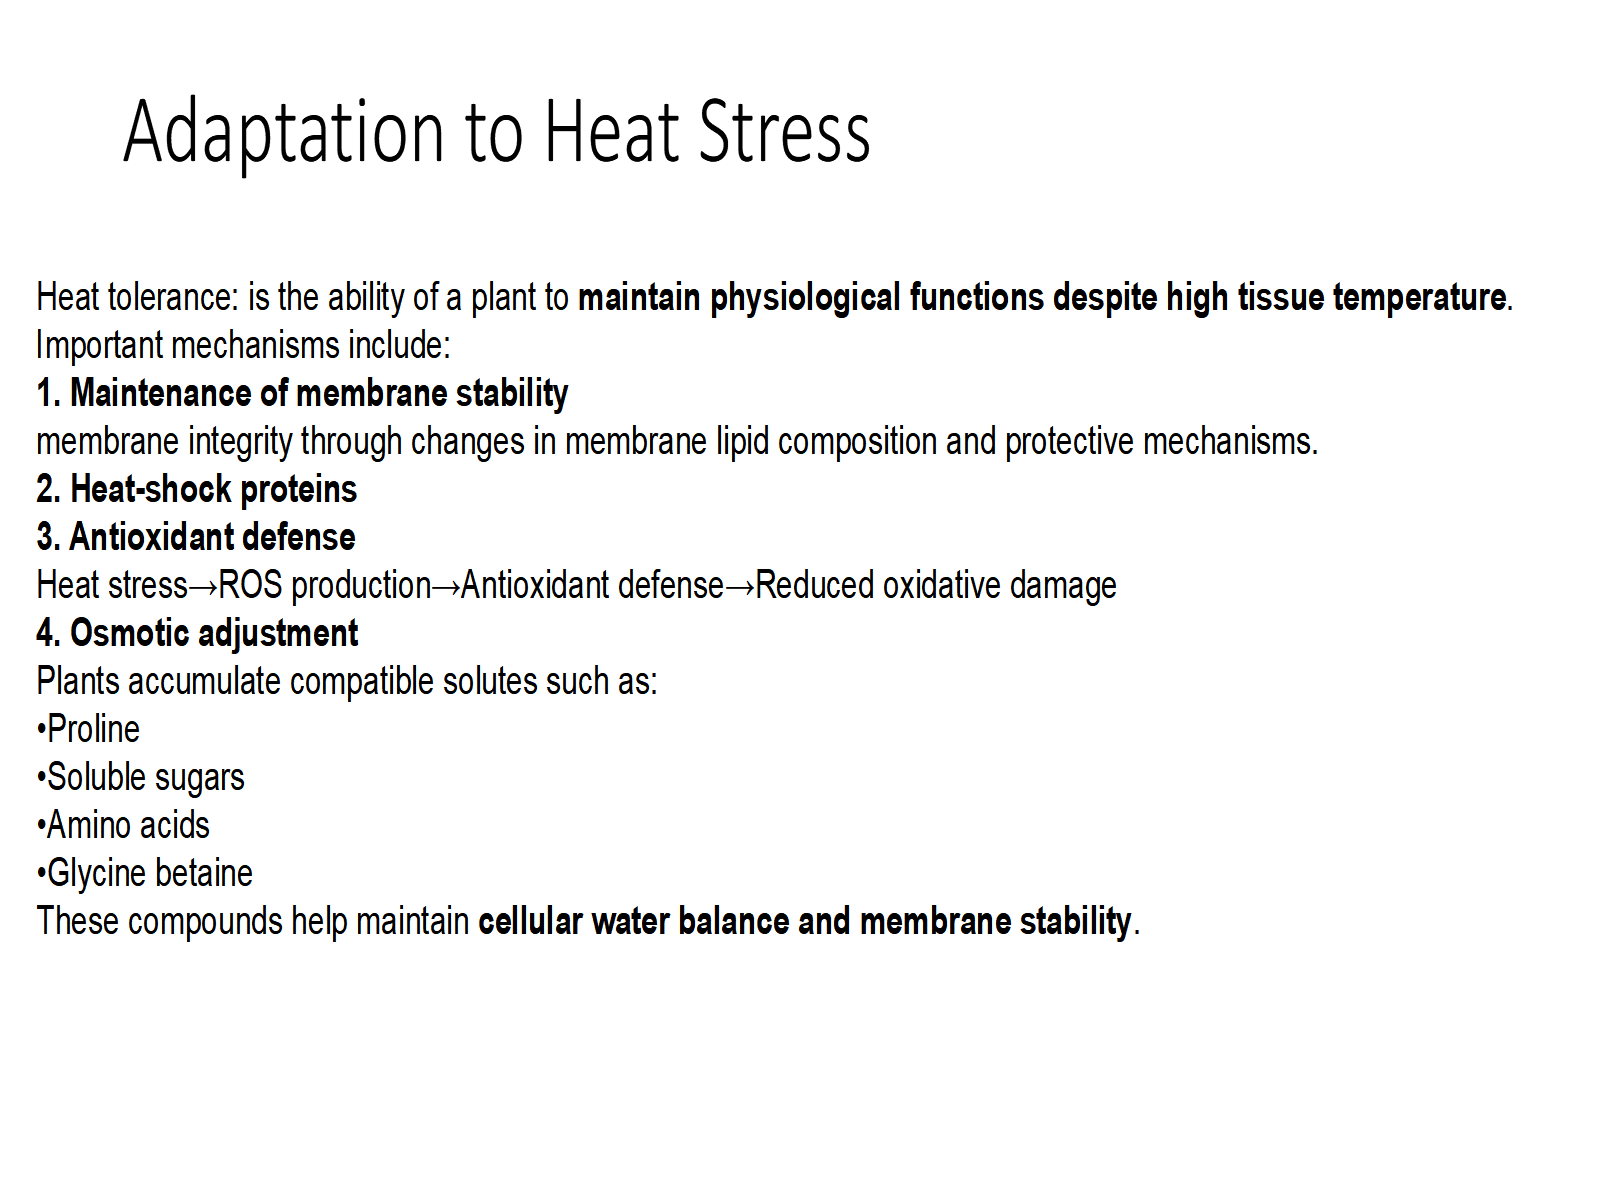 Adaptation to Heat Stress
Heat tolerance: is the ability of a plant to maintain physiological functions despite high tissue temperature.
Important mechanisms include:
1. Maintenance of membrane stability
membrane integrity through changes in membrane lipid composition and protective mechanisms.
2. Heat-shock proteins
3. Antioxidant defense
Heat stress→ROS production→Antioxidant defense→Reduced oxidative damage
4. Osmotic adjustment
Plants accumulate compatible solutes such as:
•Proline
•Soluble sugars
•Amino acids
•Glycine betaine
These compounds help maintain cellular water balance and membrane stability.